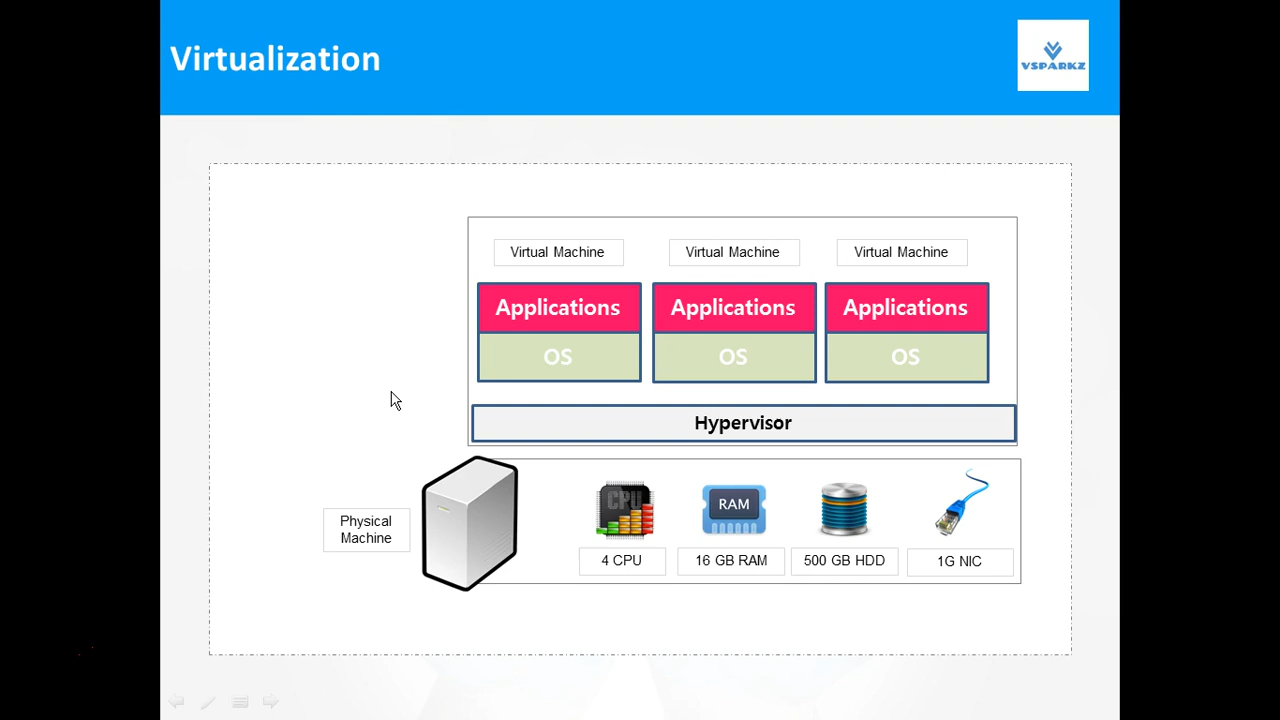 Virtualization
VSPARKZ
Virtual Machine
Virtual Machine
Virtual Machine
Applications
Applications
Applications
OS
OS
OS
Hypervisor
Physical
Machine
CPU
RAM
4 CPU
16 GB RAM
500 GB HDD
1G NIC